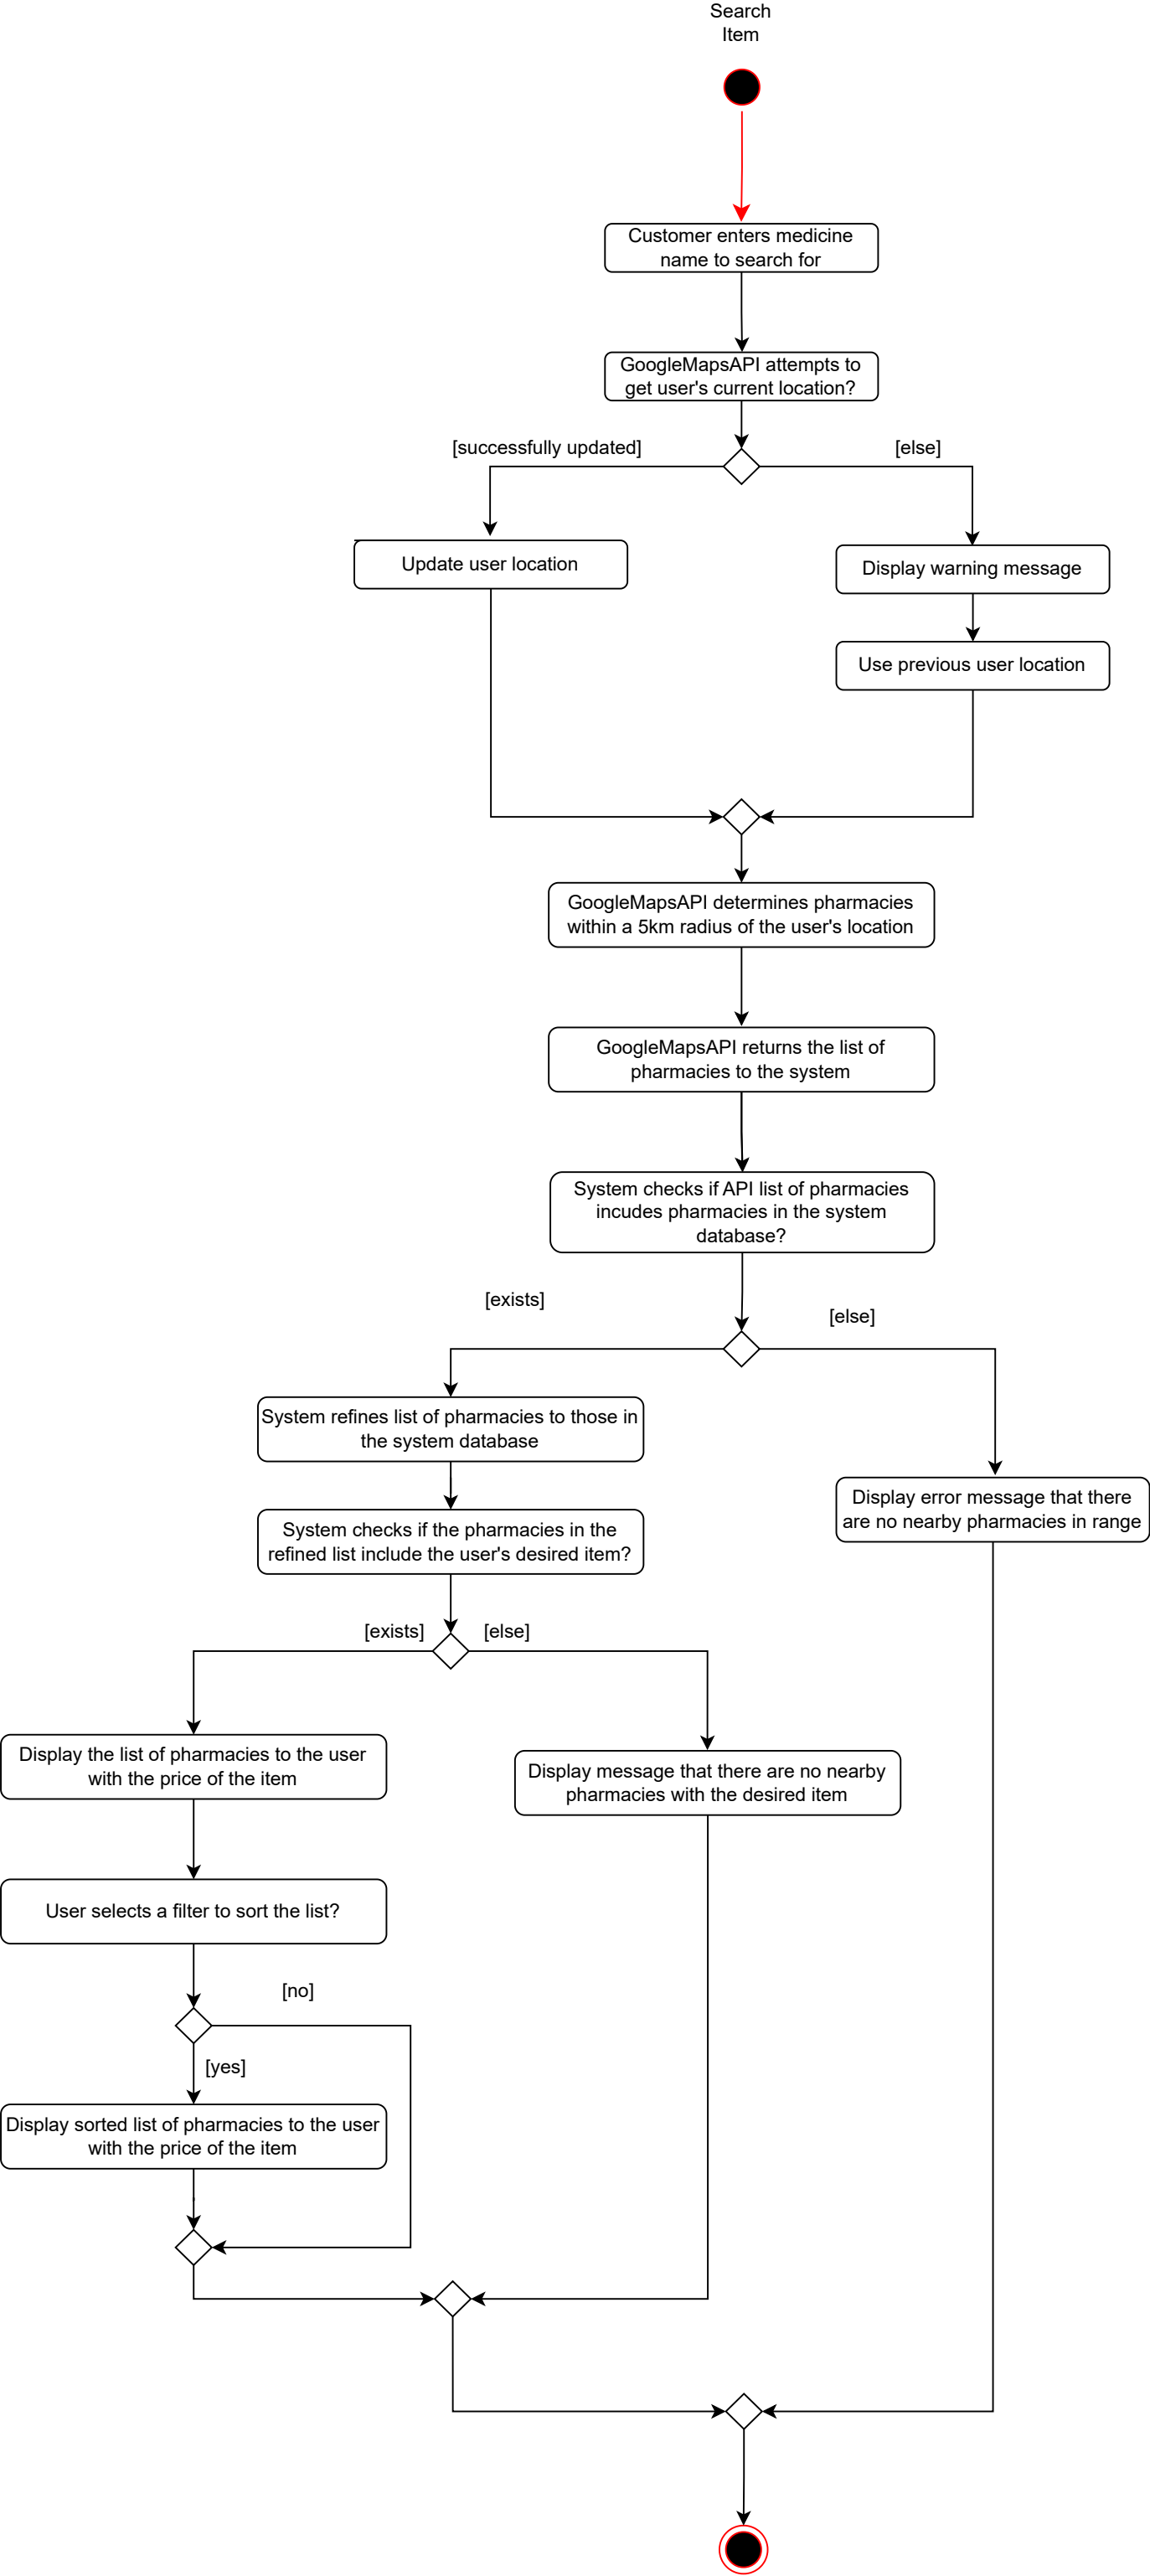 Search
Item
Customer enters medicine
name to search for
GoogleMapsAPI attempts to
get user's current location?
[successfully updated]
[else]
Update user location
Display warning message
Use previous user location
GoogleMapsAPI determines pharmacies
within a 5km radius of the user's location
GoogleMapsAPI returns the list of
pharmacies to the system
System checks if API list of pharmacies
incudes pharmacies in the system
database?
[exists]
[else]
System refines list of pharmacies to those in
the system database
Display error message that there
are no nearby pharmacies in range
System checks if the pharmacies in the
refined list include the user's desired item?
[exists]
[else]
Display the list of pharmacies to the user
with the price of the item
Display message that there are no nearby
pharmacies with the desired item
User selects a filter to sort the list?
[no]
[yes]
Display sorted list of pharmacies to the user
with the price of the item